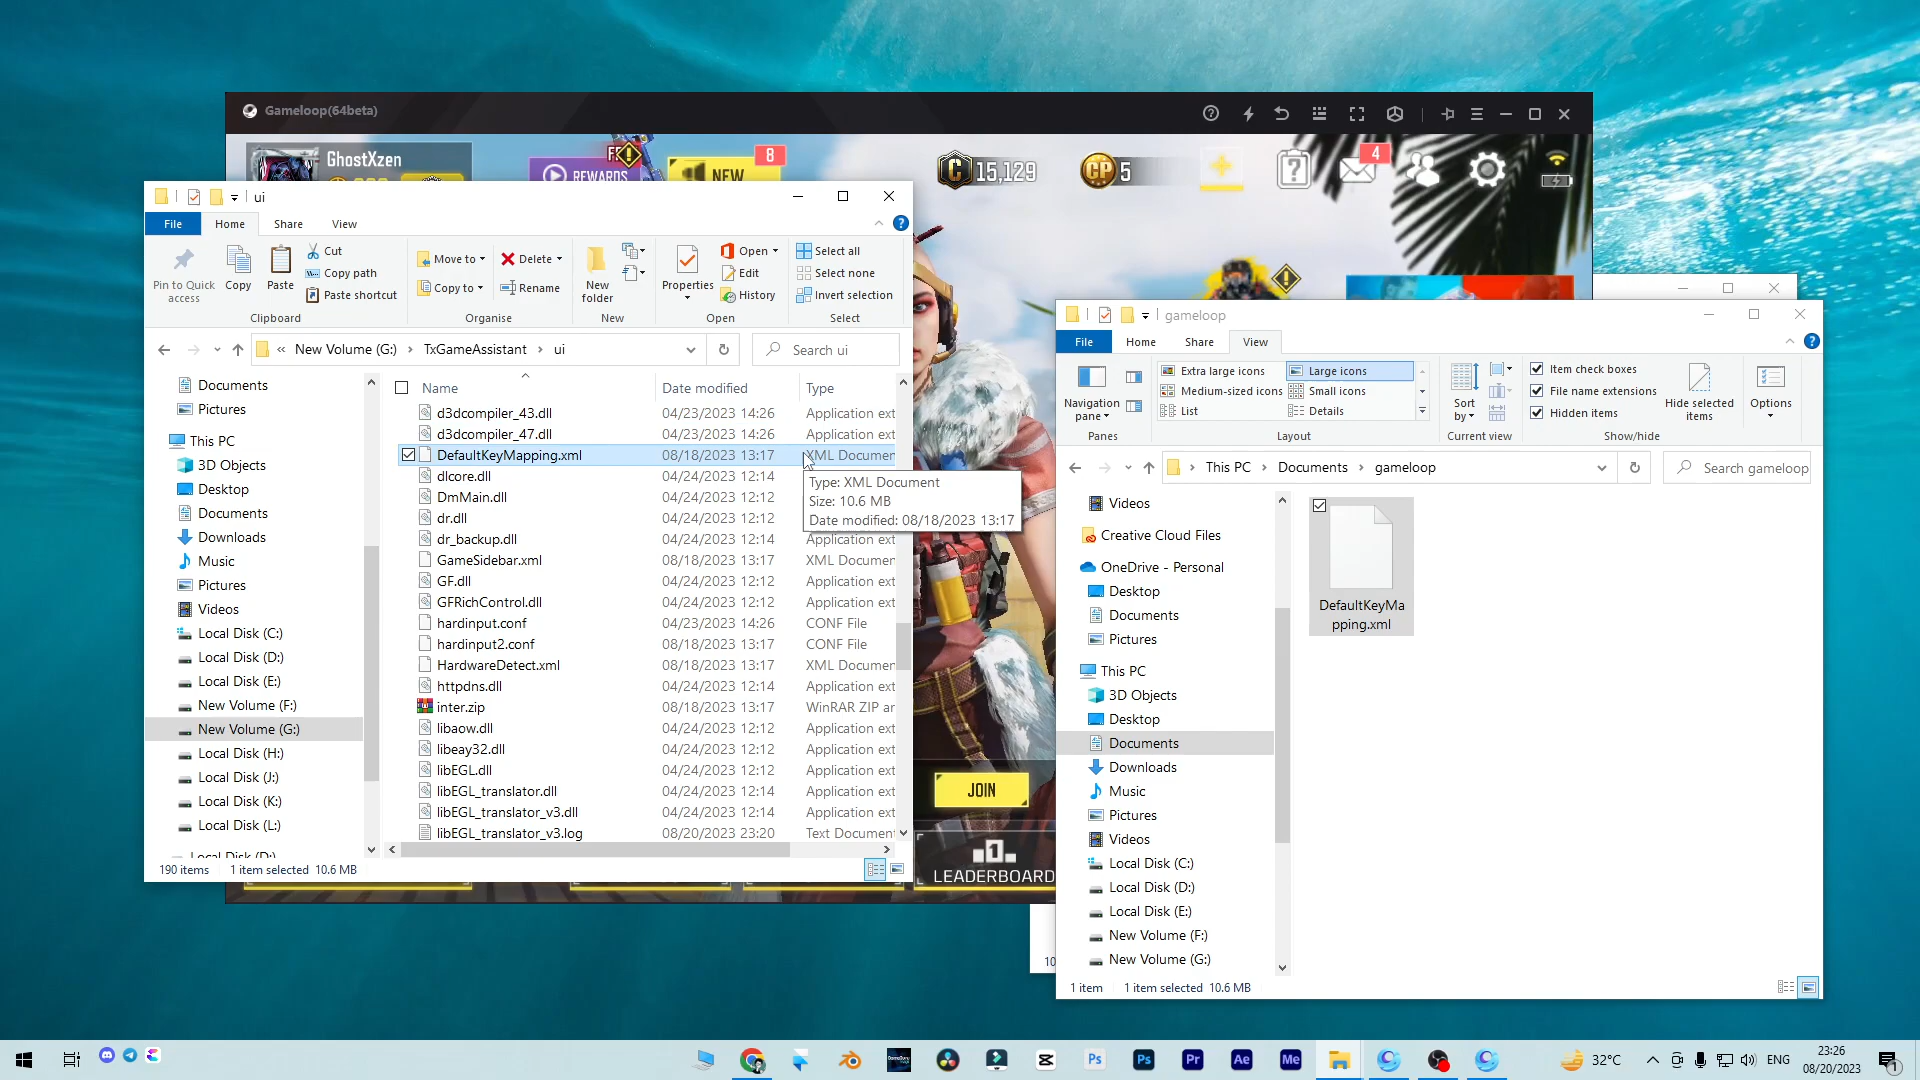 Gameloop(64beta)
GhostXzen
REWARDS
NEW
8
15,129
CP 5
4
ui
File
Home
Share
View
Pin to Quick access
Copy
Paste
Cut
Copy path
Paste shortcut
Clipboard
Move to
Copy to
Delete
Rename
Organise
New folder
New
Properties
Open
Edit
History
Open
Select all
Select none
Invert selection
Select
« New Volume (G:) › TxGameAssistant › ui
Search ui
Documents
Pictures
This PC
3D Objects
Desktop
Documents
Downloads
Music
Pictures
Videos
Local Disk (C:)
Local Disk (D:)
Local Disk (E:)
New Volume (F:)
New Volume (G:)
Local Disk (H:)
Local Disk (J:)
Local Disk (K:)
Local Disk (L:)
Local Disk (D:)
Name Date modified Type
d3dcompiler_43.dll 04/23/2023 14:26 Application ext
d3dcompiler_47.dll 04/23/2023 14:26 Application ext
DefaultKeyMapping.xml 08/18/2023 13:17 XML Documen
dlcore.dll 04/24/2023 12:14
DmMain.dll 04/24/2023 12:12
dr.dll 04/24/2023 12:12
dr_backup.dll 04/24/2023 12:14 Application ext
GameSidebar.xml 08/18/2023 13:17 XML Documen
GF.dll 04/24/2023 12:12 Application ext
GFRichControl.dll 04/24/2023 12:12 Application ext
hardinput.conf 04/23/2023 14:26 CONF File
hardinput2.conf 08/18/2023 13:17 CONF File
HardwareDetect.xml 08/18/2023 13:17 XML Documen
httpdns.dll 04/24/2023 12:14 Application ext
inter.zip 08/18/2023 13:17 WinRAR ZIP ar
libaow.dll 04/24/2023 12:12 Application ext
libeay32.dll 04/24/2023 12:12 Application ext
libEGL.dll 04/24/2023 12:12 Application ext
libEGL_translator.dll 04/24/2023 12:14 Application ext
libEGL_translator_v3.dll 04/24/2023 12:14 Application ext
libEGL_translator_v3.log 08/20/2023 23:20 Text Document
Type: XML Document
Size: 10.6 MB
Date modified: 08/18/2023 13:17
190 items 1 item selected 10.6 MB
JOIN
1
LEADERBOARD
gameloop
File
Home
Share
View
Navigation pane
Panes
Extra large icons
Large icons
Medium-sized icons
Small icons
List
Details
Layout
Sort by
Current view
Item check boxes
File name extensions
Hidden items
Hide selected items
Show/hide
Options
› This PC › Documents › gameloop
Search gameloop
Videos
Creative Cloud Files
OneDrive - Personal
Desktop
Documents
Pictures
This PC
3D Objects
Desktop
Documents
Downloads
Music
Pictures
Videos
Local Disk (C:)
Local Disk (D:)
Local Disk (E:)
New Volume (F:)
New Volume (G:)
DefaultKeyMa
pping.xml
1 item 1 item selected 10.6 MB
10
Ps
Ps
Pr
Ae
Me
32°C
ENG
23:26
08/20/2023
1